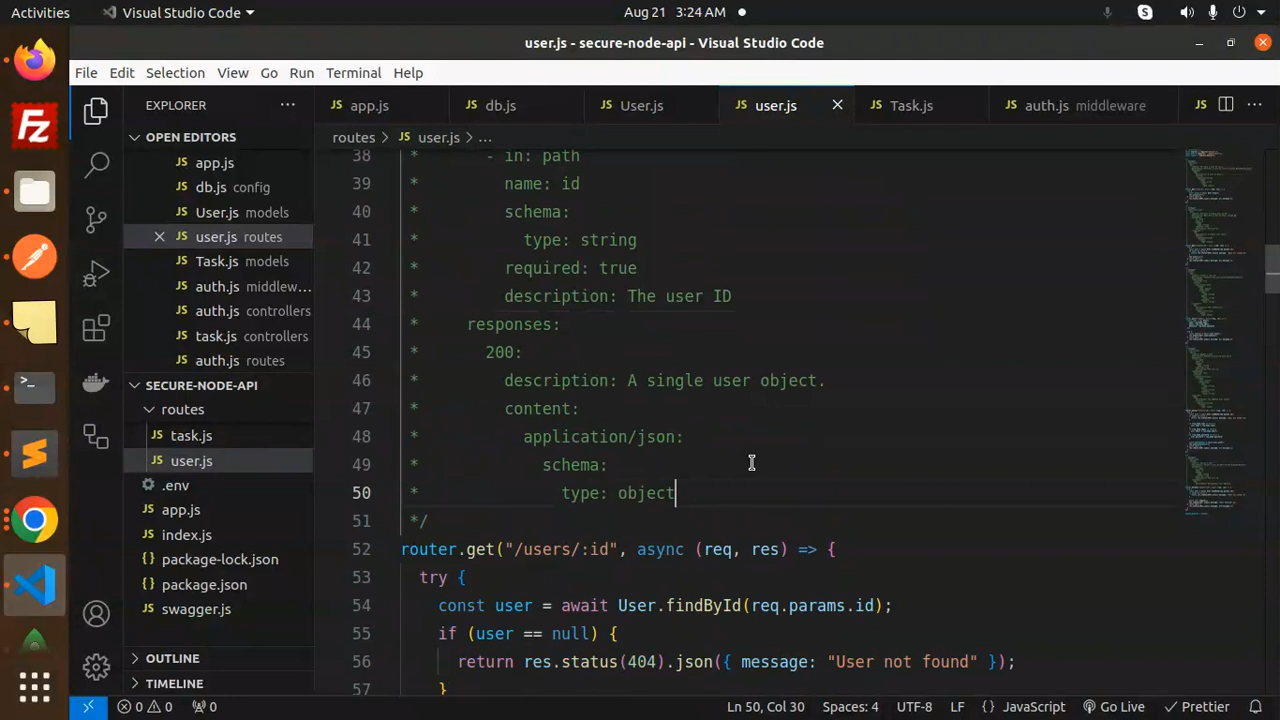 Activities
Visual Studio Code
Aug 21 3:24 AM
user.js - secure-node-api - Visual Studio Code
File Edit Selection View Go Run Terminal Help
EXPLORER
OPEN EDITORS
app.js
db.js config
User.js models
user.js routes
Task.js models
auth.js middlew...
auth.js controllers
task.js controllers
auth.js routes
SECURE-NODE-API
routes
JS task.js
JS user.js
.env
JS app.js
JS index.js
package-lock.json
package.json
JS swagger.js
OUTLINE
TIMELINE
JS app.js
JS db.js
JS User.js
JS user.js
JS Task.js
JS auth.js middleware
JS
routes > JS user.js > ...
38 * - in: path
39 * name: id
40 * schema:
41 * type: string
42 * required: true
43 * description: The user ID
44 * responses:
45 * 200:
46 * description: A single user object.
47 * content:
48 * application/json:
49 * schema:
50 * type: object
51 */
52 router.get("/users/:id", async (req, res) => {
53 try {
54 const user = await User.findById(req.params.id);
55 if (user == null) {
56 return res.status(404).json({ message: "User not found" });
57 }
0 0 0
Ln 50, Col 30
Spaces: 4
UTF-8
LF
{ } JavaScript
Go Live
Prettier